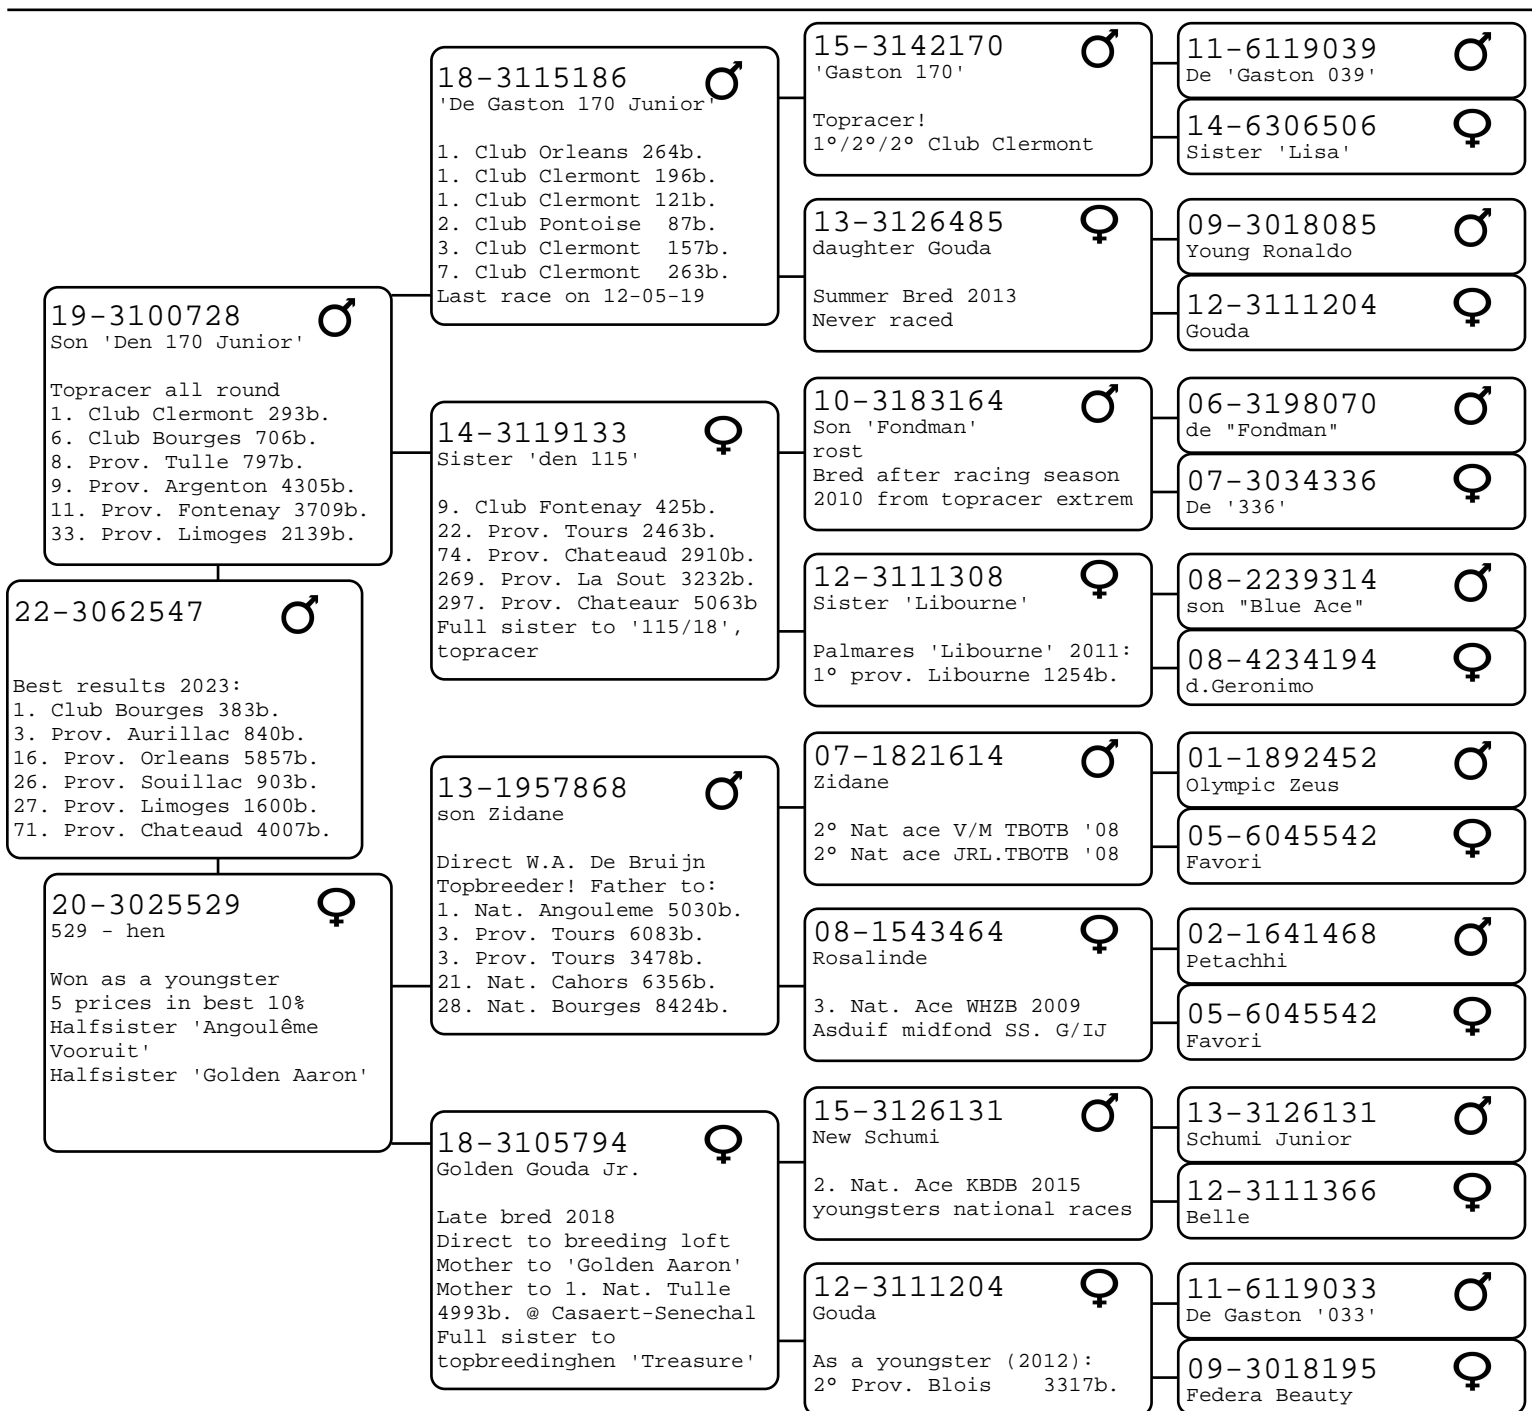 22-3062547
Best results 2023:
1. Club Bourges 383b.
3. Prov. Aurillac 840b.
16. Prov. Orleans 5857b.
26. Prov. Souillac 903b.
27. Prov. Limoges 1600b.
71. Prov. Chateaud 4007b.
19-3100728
Son 'Den 170 Junior'
Topracer all round
1. Club Clermont 293b.
6. Club Bourges 706b.
8. Prov. Tulle 797b.
9. Prov. Argenton 4305b.
11. Prov. Fontenay 3709b.
33. Prov. Limoges 2139b.
20-3025529
529 - hen
Won as a youngster
5 prices in best 10%
Halfsister 'Angoulême
Vooruit'
Halfsister 'Golden Aaron'
18-3115186
'De Gaston 170 Junior'
1. Club Orleans 264b.
1. Club Clermont 196b.
1. Club Clermont 121b.
2. Club Pontoise  87b.
3. Club Clermont  157b.
7. Club Clermont  263b.
Last race on 12-05-19
14-3119133
Sister 'den 115'
9. Club Fontenay 425b.
22. Prov. Tours 2463b.
74. Prov. Chateaud 2910b.
269. Prov. La Sout 3232b.
297. Prov. Chateaur 5063b
Full sister to '115/18',
topracer
13-1957868
son Zidane
Direct W.A. De Bruijn
Topbreeder! Father to:
1. Nat. Angouleme 5030b.
3. Prov. Tours 6083b.
3. Prov. Tours 3478b.
21. Nat. Cahors 6356b.
28. Nat. Bourges 8424b.
18-3105794
Golden Gouda Jr.
Late bred 2018
Direct to breeding loft
Mother to 'Golden Aaron'
Mother to 1. Nat. Tulle
4993b. @ Casaert-Senechal
Full sister to
topbreedinghen 'Treasure'
15-3142170
'Gaston 170'
Topracer!
1°/2°/2° Club Clermont
13-3126485
daughter Gouda
Summer Bred 2013
Never raced
10-3183164
Son 'Fondman'
rost
Bred after racing season
2010 from topracer extrem
12-3111308
Sister 'Libourne'
Palmares 'Libourne' 2011:
1° prov. Libourne 1254b.
07-1821614
Zidane
2° Nat ace V/M TBOTB '08
2° Nat ace JRL.TBOTB '08
08-1543464
Rosalinde
3. Nat. Ace WHZB 2009
Asduif midfond SS. G/IJ
15-3126131
New Schumi
2. Nat. Ace KBDB 2015
youngsters national races
12-3111204
Gouda
As a youngster (2012):
2° Prov. Blois    3317b.
11-6119039
De 'Gaston 039'
14-6306506
Sister 'Lisa'
09-3018085
Young Ronaldo
12-3111204
Gouda
06-3198070
de "Fondman"
07-3034336
De '336'
08-2239314
son "Blue Ace"
08-4234194
d.Geronimo
01-1892452
Olympic Zeus
05-6045542
Favori
02-1641468
Petachhi
05-6045542
Favori
13-3126131
Schumi Junior
12-3111366
Belle
11-6119033
De Gaston '033'
09-3018195
Federa Beauty